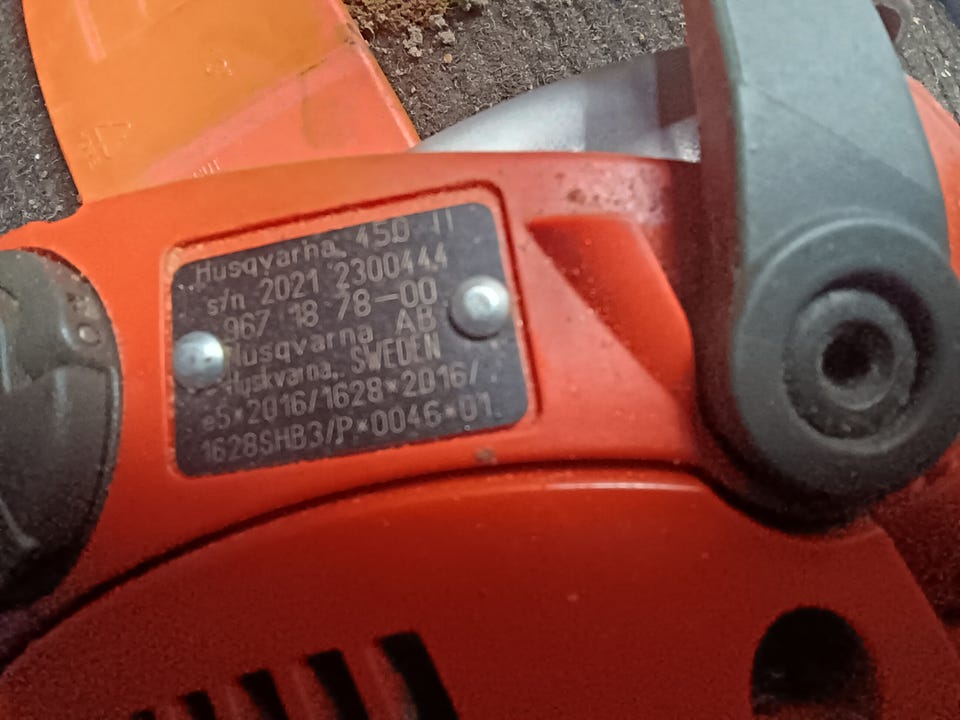 Husqvarna 450 II
s/n 2021 2300444
967 18 78-00
Husqvarna AB
Huskvarna, SWEDEN
e5*2016/1628*2016/
1628SHB3/P*0046*01